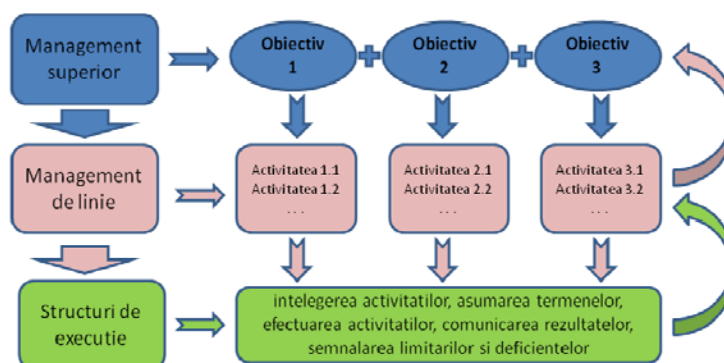 Management
superior
Obiectiv
1
Obiectiv
2
Obiectiv
3
Management
de linie
Activitatea 1.1
Activitatea 1.2
. . .
Activitatea 2.1
Activitatea 2.2
. . .
Activitatea 3.1
Activitatea 3.2
. . .
Structuri de
executie
intelegerea activitatilor, asumarea termenelor,
efectuarea activitatilor, comunicarea rezultatelor,
semnalarea limitarilor si deficientelor